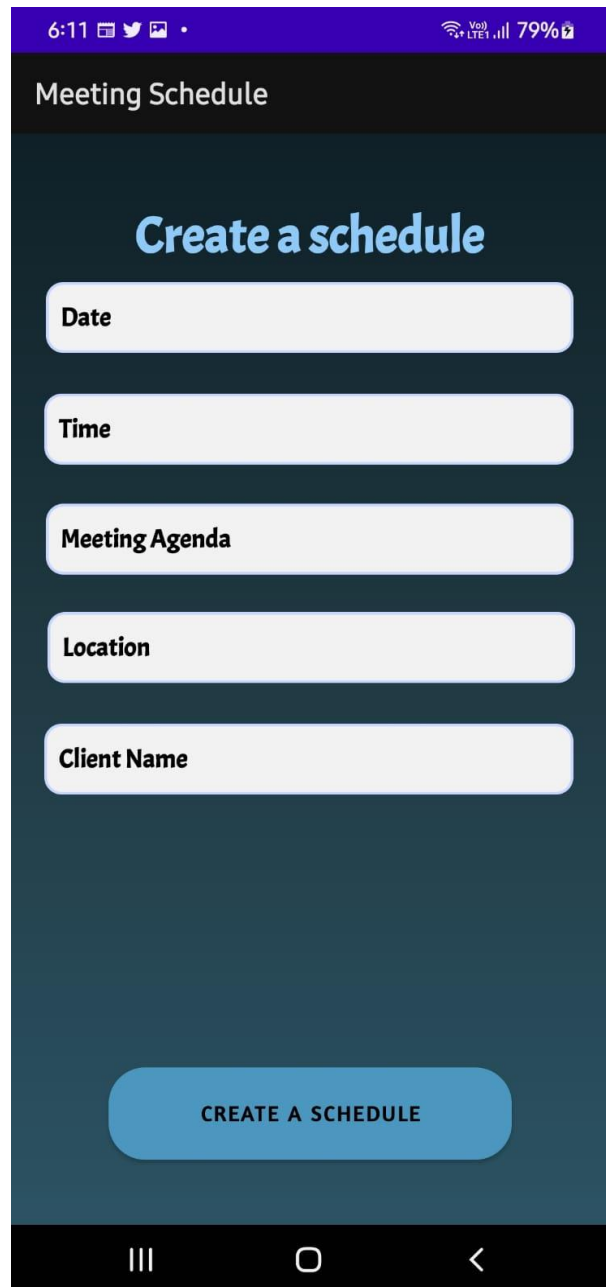 6:11 79%
Meeting Schedule
Create a schedule
Date
Time
Meeting Agenda
Location
Client Name
CREATE A SCHEDULE